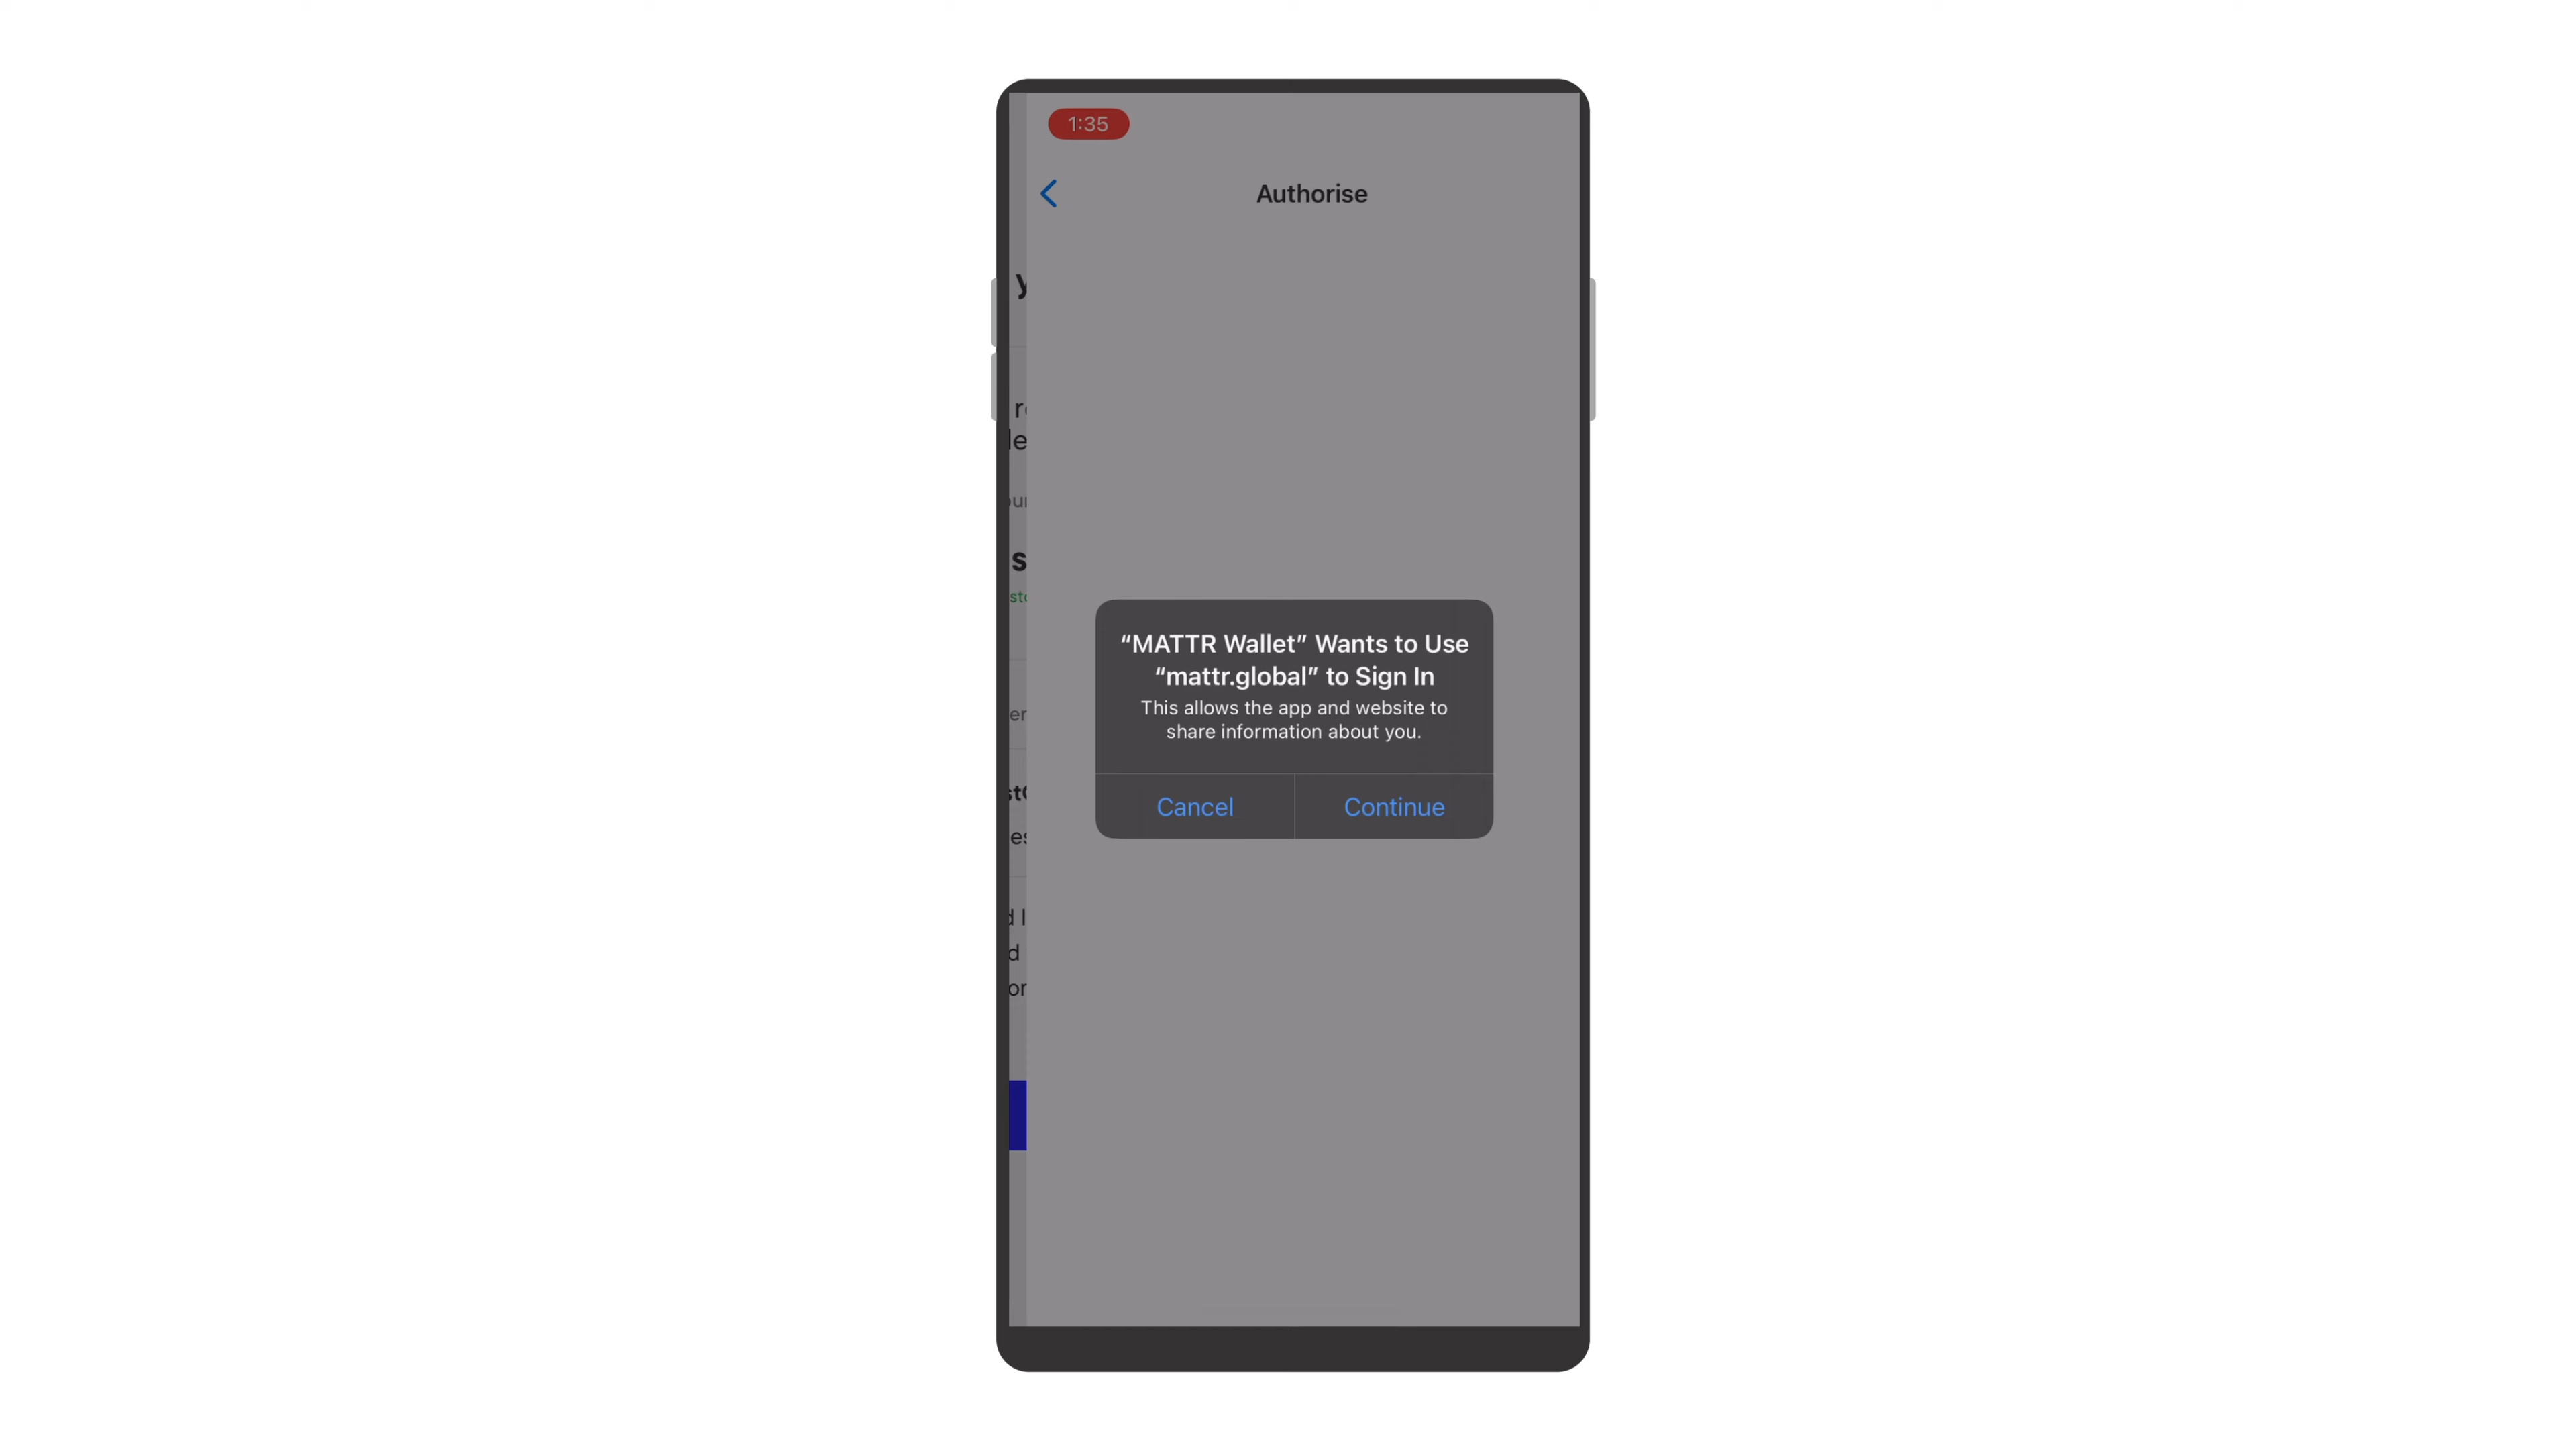 1:35
Authorise
“MATTR Wallet” Wants to Use
“mattr.global” to Sign In
This allows the app and website to
share information about you.
Cancel
Continue